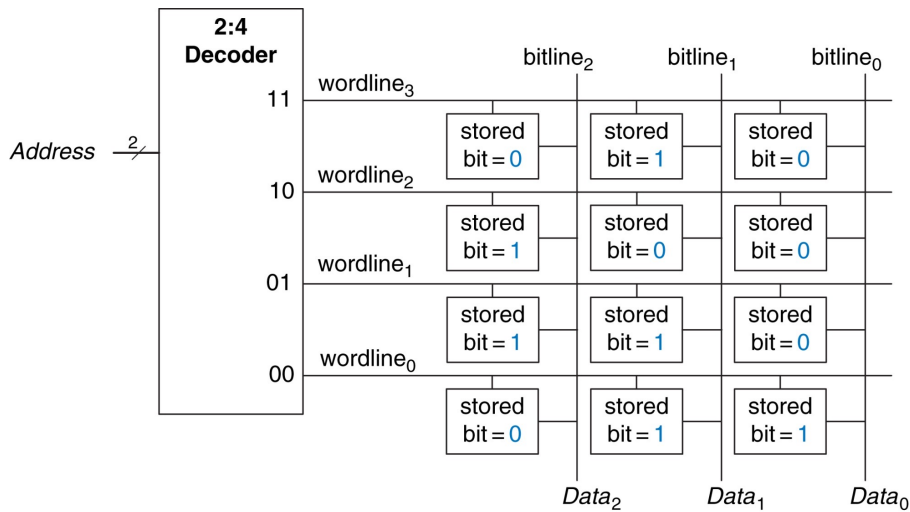 2:4
Decoder
bitline2
bitline1
bitline0
wordline3
11
Address
2
stored
bit = 0
stored
bit = 1
stored
bit = 0
wordline2
10
stored
bit = 1
stored
bit = 0
stored
bit = 0
wordline1
01
stored
bit = 1
stored
bit = 1
stored
bit = 0
wordline0
00
stored
bit = 0
stored
bit = 1
stored
bit = 1
Data2
Data1
Data0